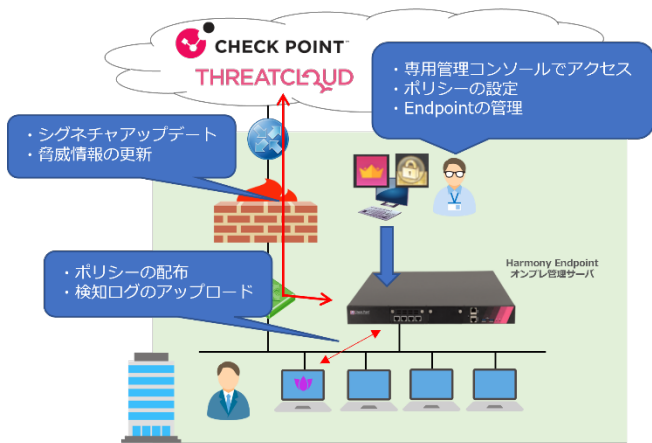 CHECK POINT™
THREATCLOUD
・専用管理コンソールでアクセス
・ポリシーの設定
・Endpointの管理
・シグネチャアップデート
・脅威情報の更新
・ポリシーの配布
・検知ログのアップロード
Harmony Endpoint
オンプレ管理サーバ